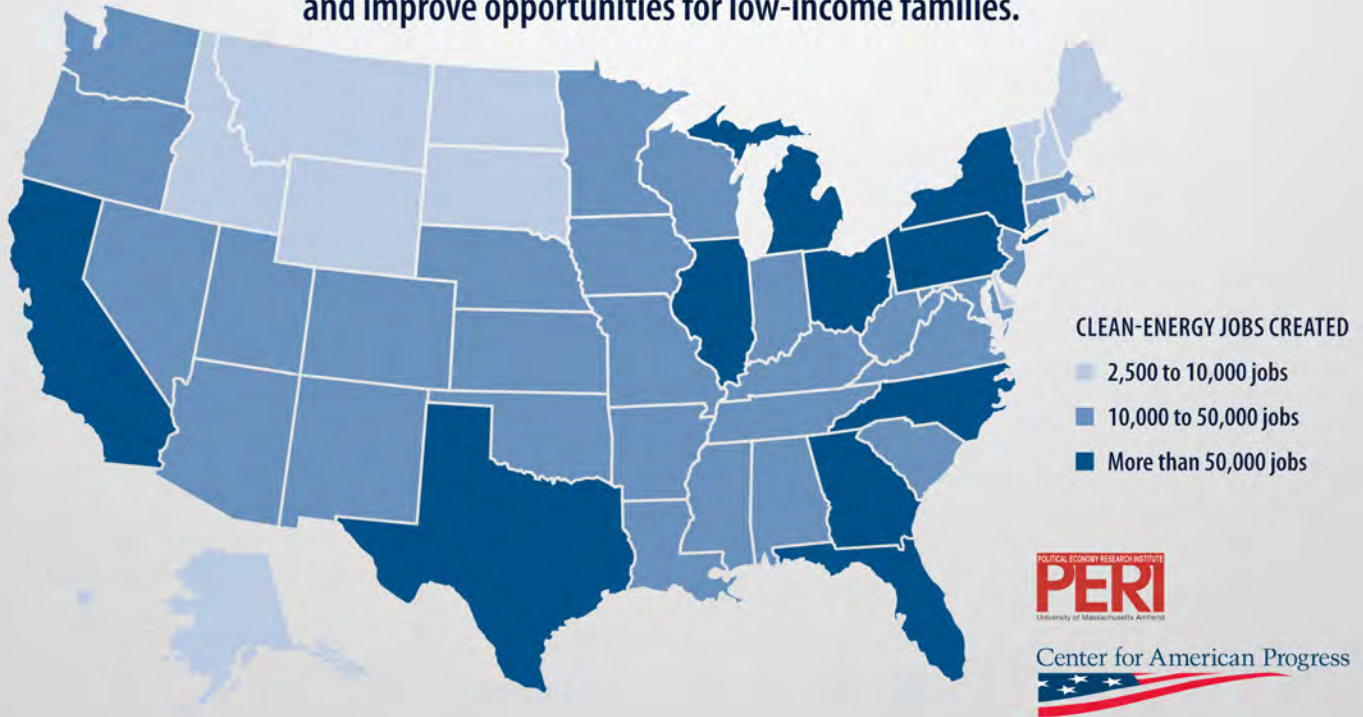 and improve opportunities for low-income families.
CLEAN-ENERGY JOBS CREATED
2,500 to 10,000 jobs
10,000 to 50,000 jobs
More than 50,000 jobs
POLITICAL ECONOMY RESEARCH INSTITUTE
PERI
University of Massachusetts Amherst
Center for American Progress